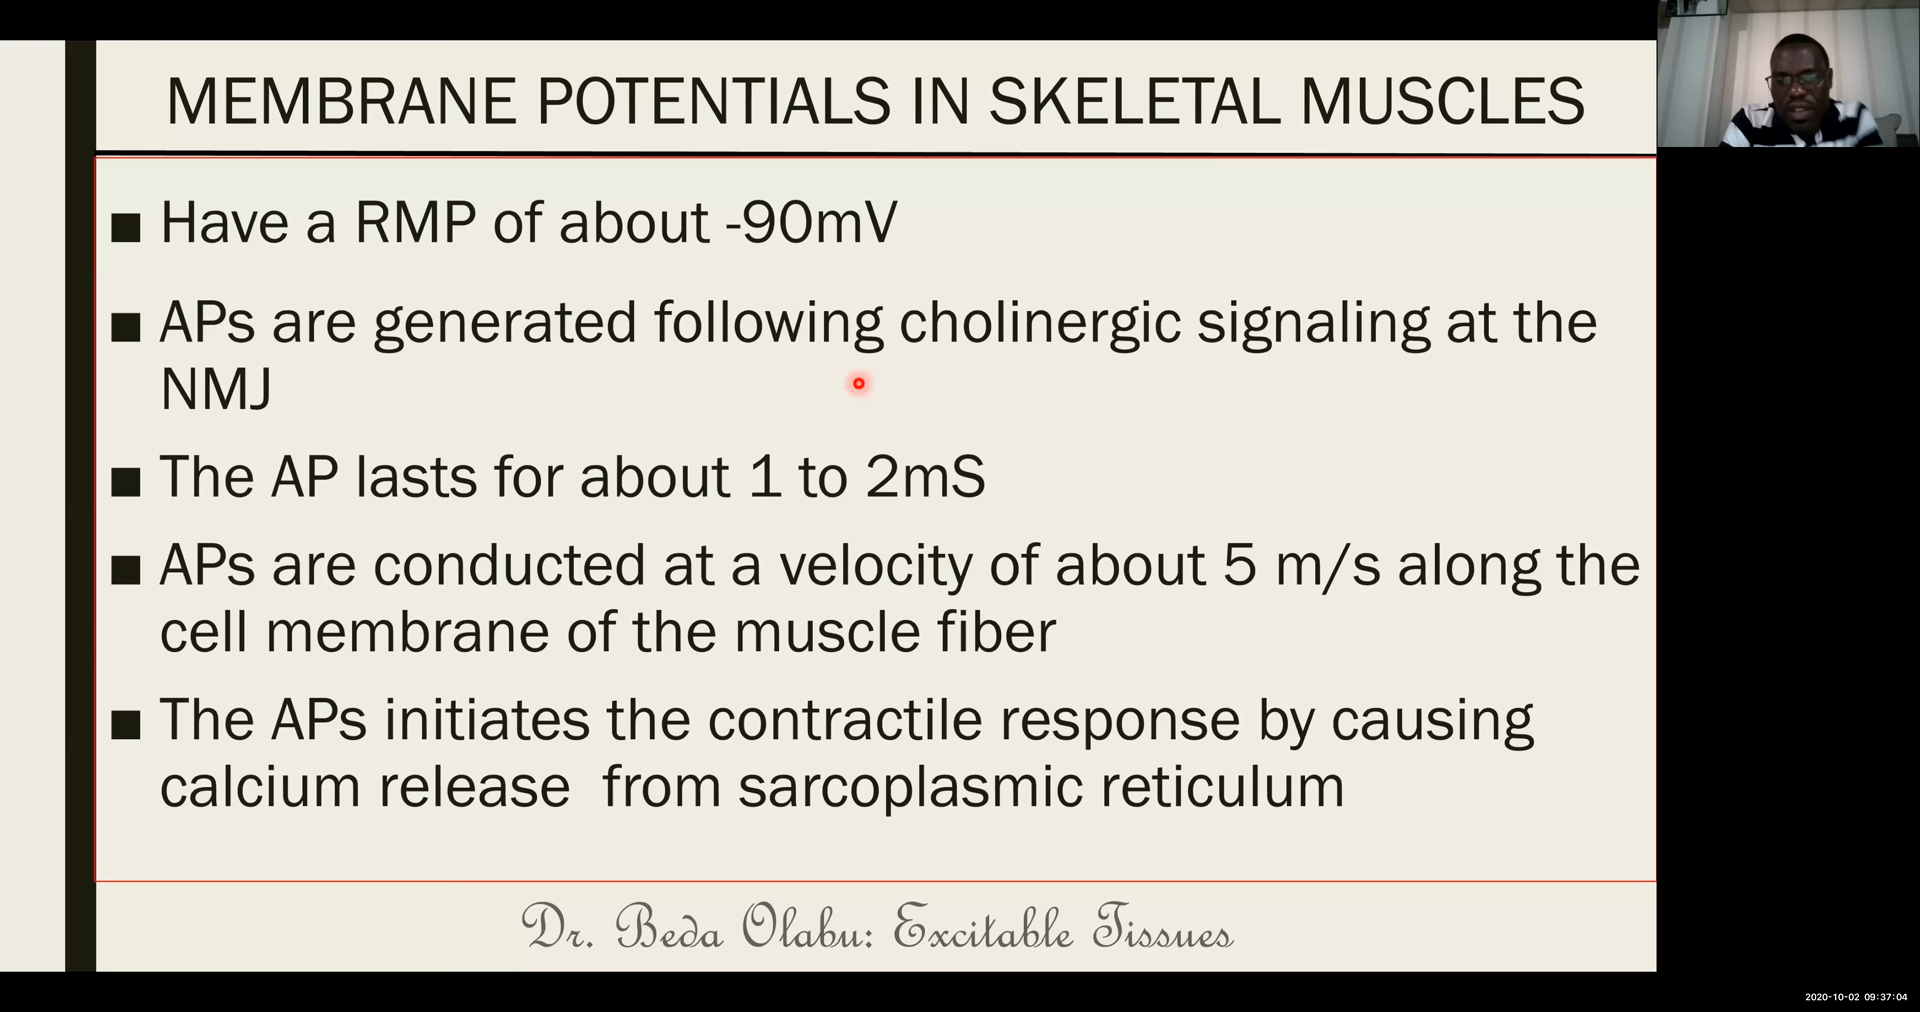 MEMBRANE POTENTIALS IN SKELETAL MUSCLES
■ Have a RMP of about -90mV
■ APs are generated following cholinergic signaling at the
NMJ
■ The AP lasts for about 1 to 2mS
■ APs are conducted at a velocity of about 5 m/s along the
cell membrane of the muscle fiber
■ The APs initiates the contractile response by causing
calcium release  from sarcoplasmic reticulum
Dr. Beda Olabu: Excitable Tissues
2020-10-02 09:37:04